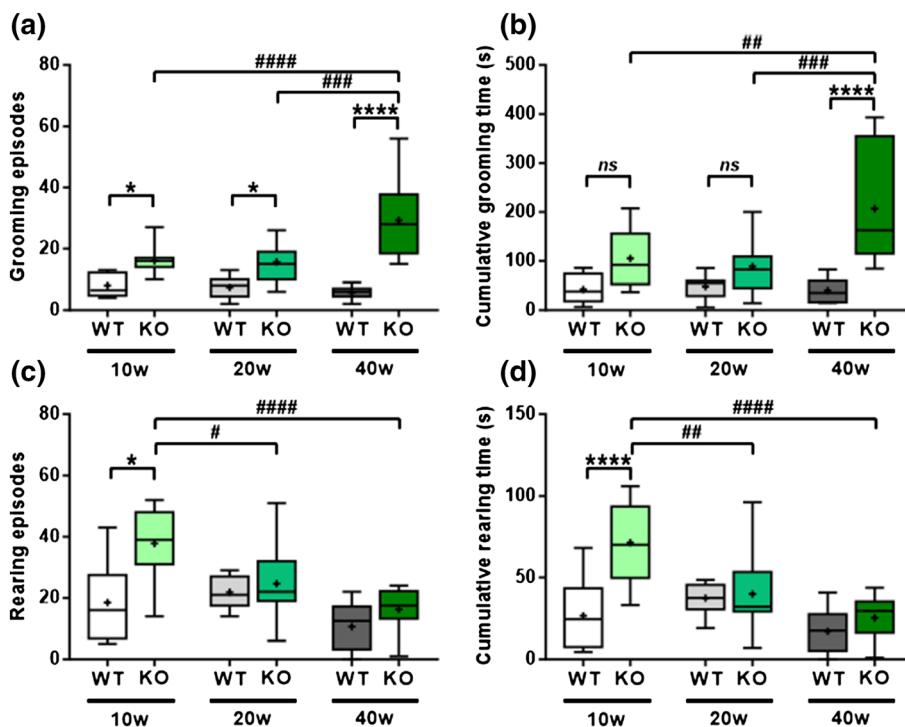 (a)
Grooming episodes
80
60
40
20
0
####
###
****
*
*
WT KO WT KO WT KO
10w 20w 40w
(b)
Cumulative grooming time (s)
500
400
300
200
100
0
##
###
****
ns
ns
WT KO WT KO WT KO
10w 20w 40w
(c)
Rearing episodes
80
60
40
20
0
####
#
*
WT KO WT KO WT KO
10w 20w 40w
(d)
Cumulative rearing time (s)
150
100
50
0
####
##
****
WT KO WT KO WT KO
10w 20w 40w